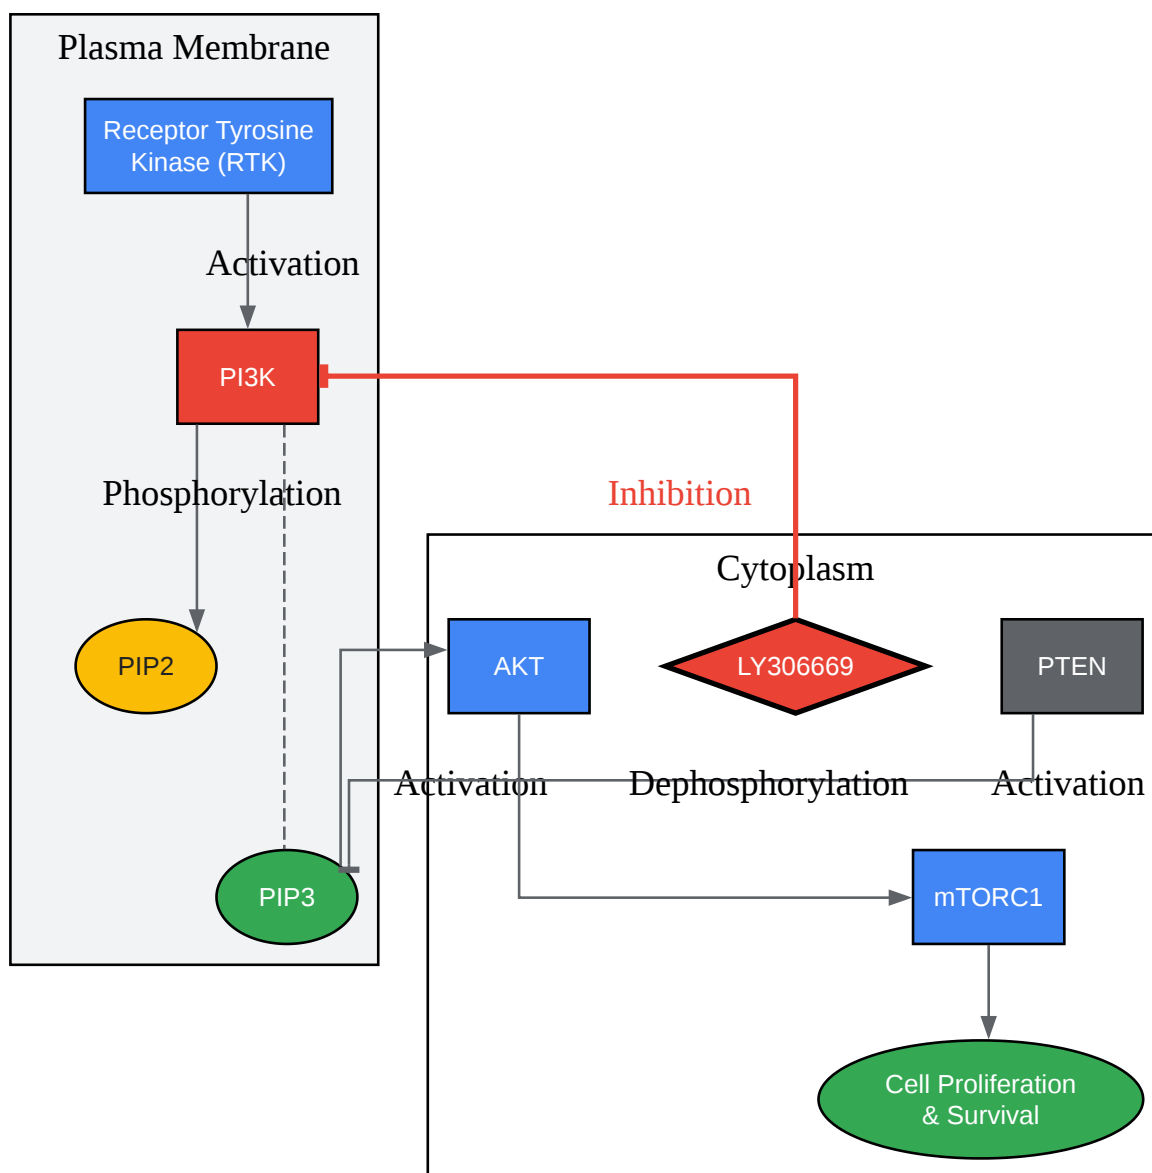 Plasma Membrane
Receptor Tyrosine
Kinase (RTK)
Activation
PI3K
Phosphorylation
Inhibition
Cytoplasm
PIP2
AKT
LY306669
PTEN
Activation
Dephosphorylation
Activation
PIP3
mTORC1
Cell Proliferation
& Survival